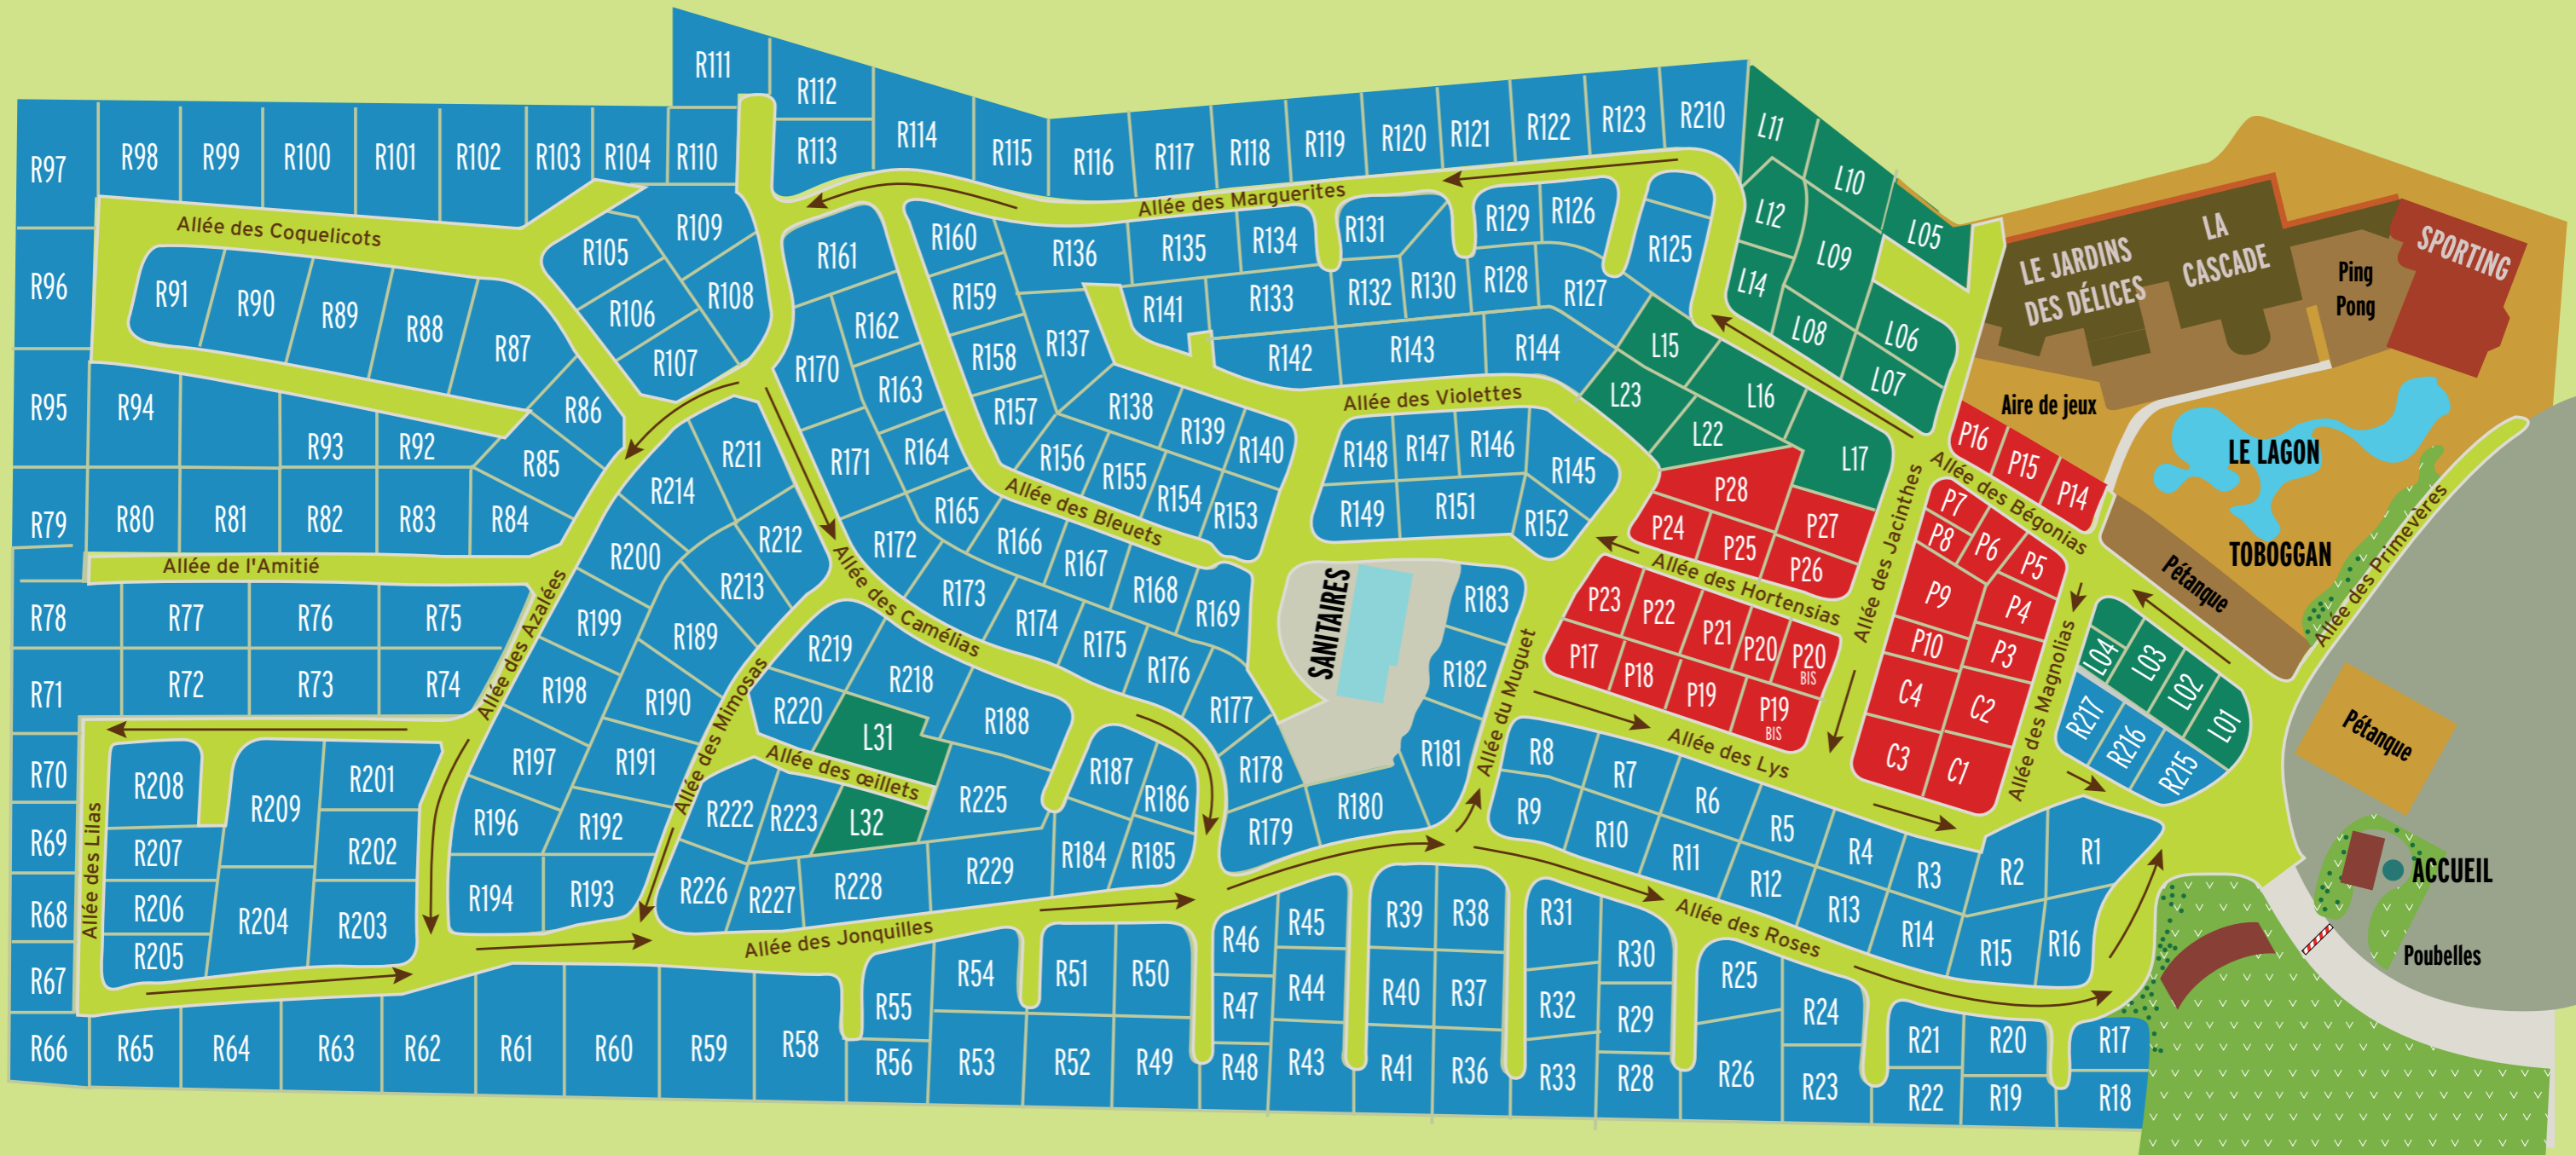 R111
R112
R97
R98
R99
R100
R101
R102
R103
R104
R110
R113
R114
R115
R116
R117
R118
R119
R120
R121
R122
R123
R210
L11
L10
L05
L12
L09
L14
L08
L06
L07
Allée des Marguerites
Allée des Coquelicots
R96
R91
R90
R89
R88
R87
R105
R109
R106
R108
R107
R161
R160
R136
R135
R134
R131
R129
R126
R125
R162
R159
R141
R133
R132
R130
R128
R127
R170
R158
R137
R142
R143
R144
R163
LE JARDINS
DES DÉLICES
LA
CASCADE
Ping
Pong
SPORTING
Aire de jeux
LE LAGON
TOBOGGAN
Pétanque
Allée des Primevères
R95
R94
R93
R92
R86
R85
R211
R171
R164
R157
R138
R139
R140
R156
R155
R154
R153
Allée des Violettes
R148
R147
R146
R145
R149
R151
R152
L15
L16
L23
L22
L17
P28
P24
P25
P27
P26
P16
P15
P14
Allée des Bégonias
Allée des Jacinthes
P7
P8
P6
P5
P9
P4
P10
P3
C4
C2
C3
C1
R79
R80
R81
R82
R83
R84
R214
R212
R200
R213
R172
R165
R166
R167
R168
R169
Allée des Bleuets
Allée de l'Amitié
R78
R77
R76
R75
R199
R189
R219
R218
R173
R174
R175
R176
R177
Allée des Azalées
Allée des Camélias
Allée des Mimosas
SANITAIRES
R183
R182
R181
Allée du Muguet
Allée des Hortensias
P23
P22
P21
P20
P20
BIS
P17
P18
P19
P19
BIS
Allée des Magnolias
L04
L03
L02
L01
R217
R216
R215
Pétanque
R71
R72
R73
R74
R198
R190
R220
L31
R188
R187
R186
R178
R179
R180
Allée des Lys
R70
R208
R209
R201
R197
R191
Allée des œillets
R222
R223
L32
R225
R8
R7
R6
R5
R4
R3
R2
R1
R9
R10
R11
R12
R13
R14
R15
R16
Allée des Lilas
R69
R207
R202
R196
R192
R184
R185
R68
R206
R204
R203
R194
R193
R226
R227
R228
R229
R67
R205
Allée des Jonquilles
Allée des Roses
ACCUEIL
Poubelles
R46
R45
R39
R38
R31
R30
R25
R24
R54
R51
R50
R55
R47
R44
R40
R37
R32
R29
R21
R20
R17
R66
R65
R64
R63
R62
R61
R60
R59
R58
R56
R53
R52
R49
R48
R43
R41
R36
R33
R28
R26
R23
R22
R19
R18